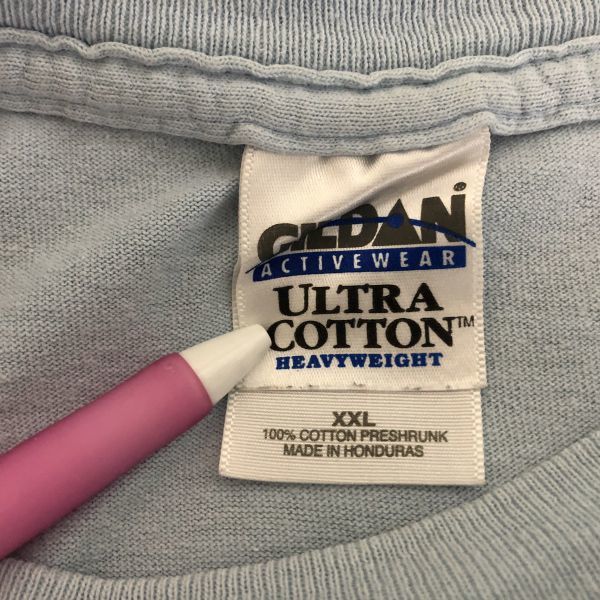 GILDAN®
ACTIVEWEAR
ULTRA
COTTON™
HEAVYWEIGHT
XXL
100% COTTON PRESHRUNK
MADE IN HONDURAS